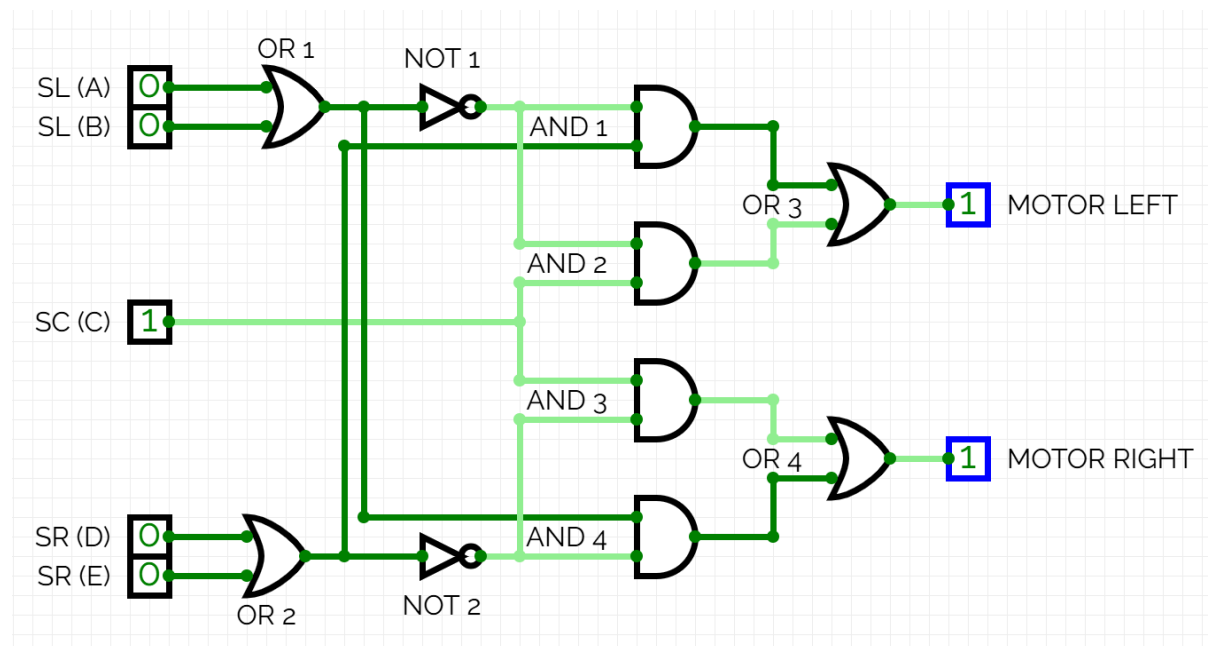 OR 1
NOT 1
SL (A) 0
SL (B) 0
AND 1
OR 3
1 MOTOR LEFT
AND 2
SC (C) 1
AND 3
OR 4
1 MOTOR RIGHT
SR (D) 0
AND 4
SR (E) 0
NOT 2
OR 2